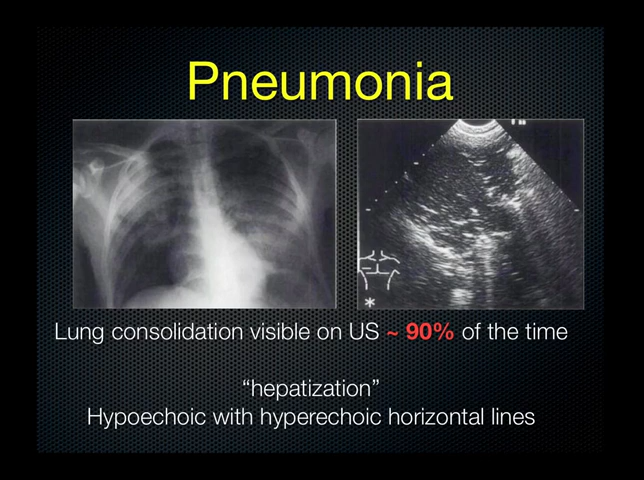 Pneumonia
Lung consolidation visible on US ~ 90% of the time
“hepatization”
Hypoechoic with hyperechoic horizontal lines